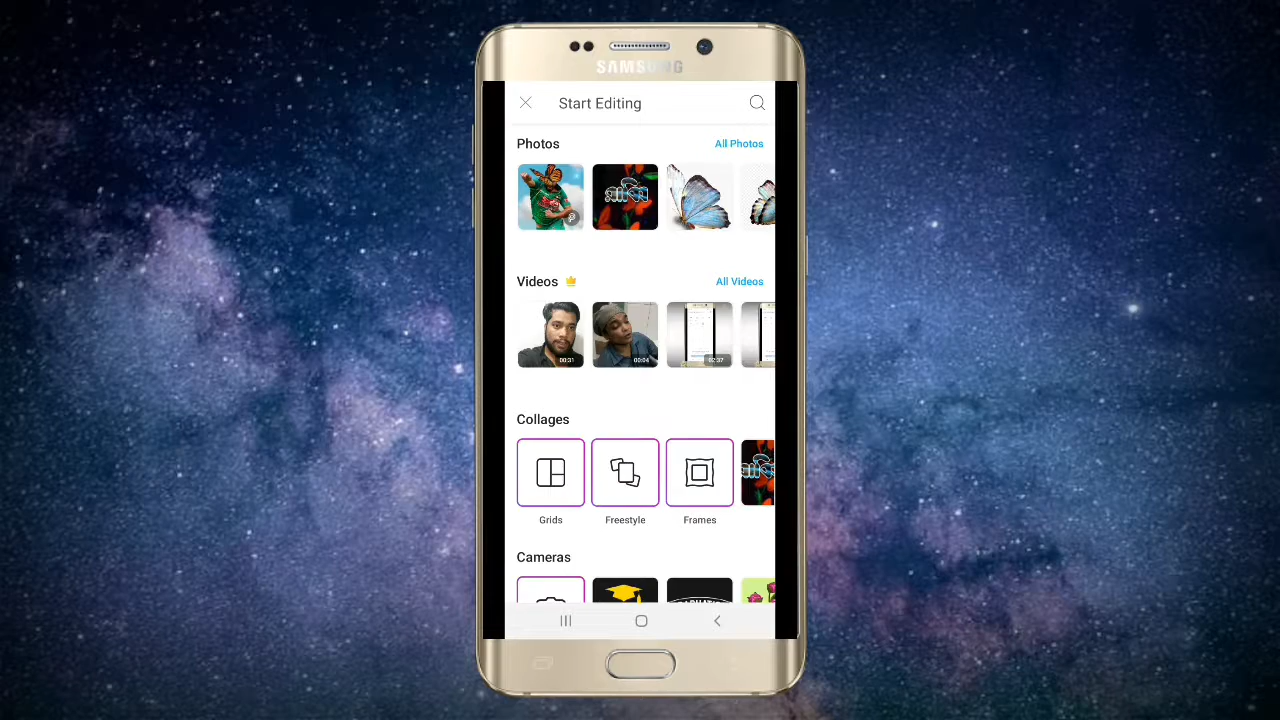 SAMSUNG
Start Editing
Photos
All Photos
Videos
All Videos
00:31
00:04
02:37
Collages
Grids
Freestyle
Frames
Cameras